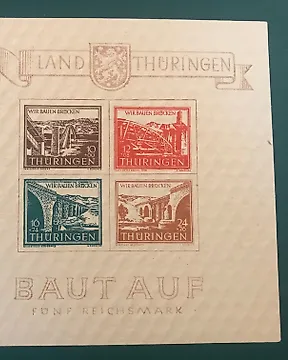 LAND THÜRINGEN
WIR BAUEN BRÜCKEN
10
THÜRINGEN
WIR BAUEN BRÜCKEN
12
THÜRINGEN
WIR BAUEN BRÜCKEN
16
THÜRINGEN
WIR BAUEN BRÜCKEN
24
THÜRINGEN
BAUT AUF
FÜNF REICHSMARK